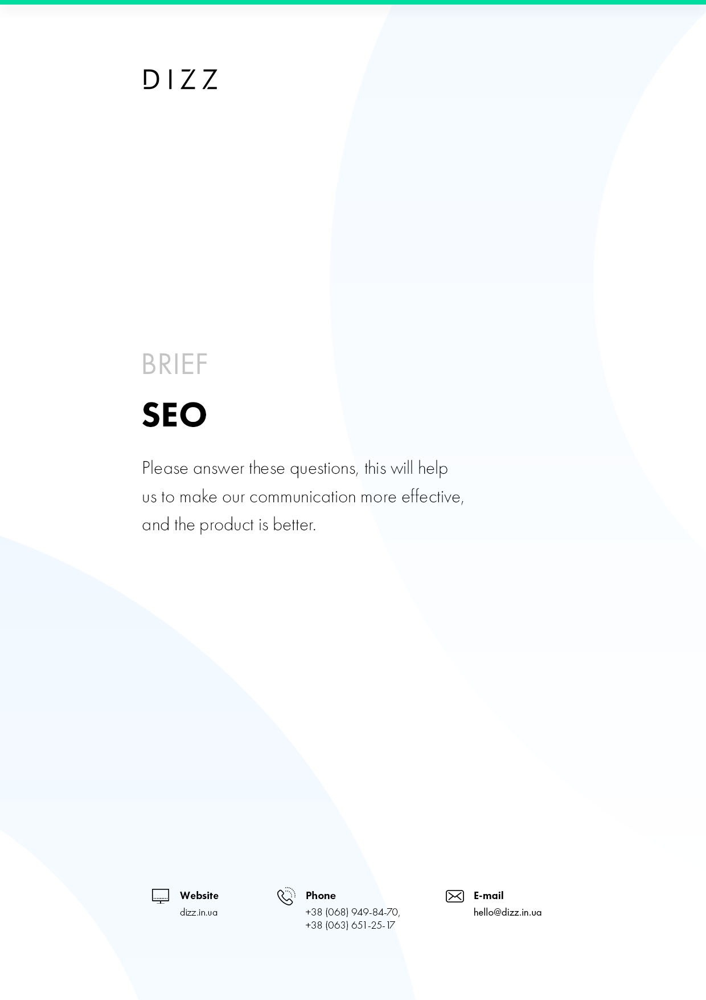 DIZZ
BRIEF
SEO
Please answer these questions, this will help
us to make our communication more effective,
and the product is better.
Website
dizz.in.ua
Phone
+38 (068) 949-84-70,
+38 (063) 651-25-17
E-mail
hello@dizz.in.ua